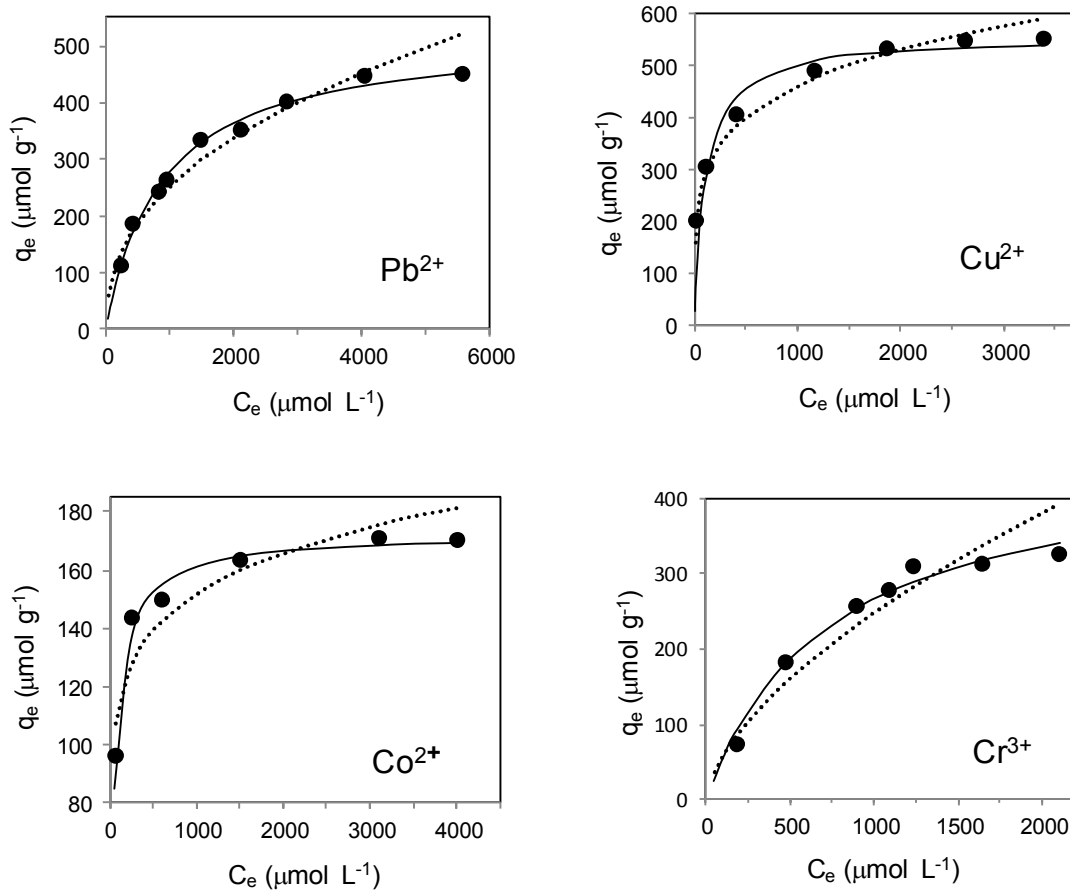 500
400
300
200
100
0
qe (μmol g-1)
Pb2+
0 2000 4000 6000
Ce (μmol L-1)
600
500
400
300
200
100
0
qe (μmol g-1)
Cu2+
0 1000 2000 3000
Ce (μmol L-1)
180
160
140
120
100
80
qe (μmol g-1)
Co2+
0 1000 2000 3000 4000
Ce (μmol L-1)
400
300
200
100
0
qe (μmol g-1)
Cr3+
0 500 1000 1500 2000
Ce (μmol L-1)